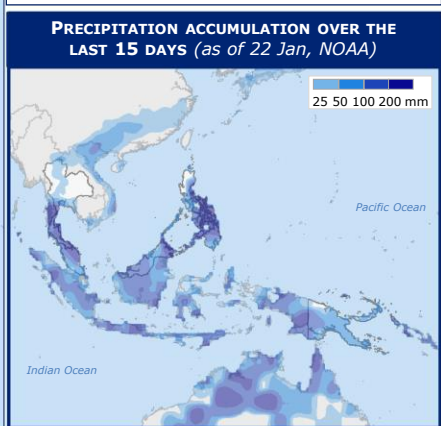 PRECIPITATION ACCUMULATION OVER THE
LAST 15 DAYS (as of 22 Jan, NOAA)
25 50 100 200 mm
Pacific Ocean
Indian Ocean